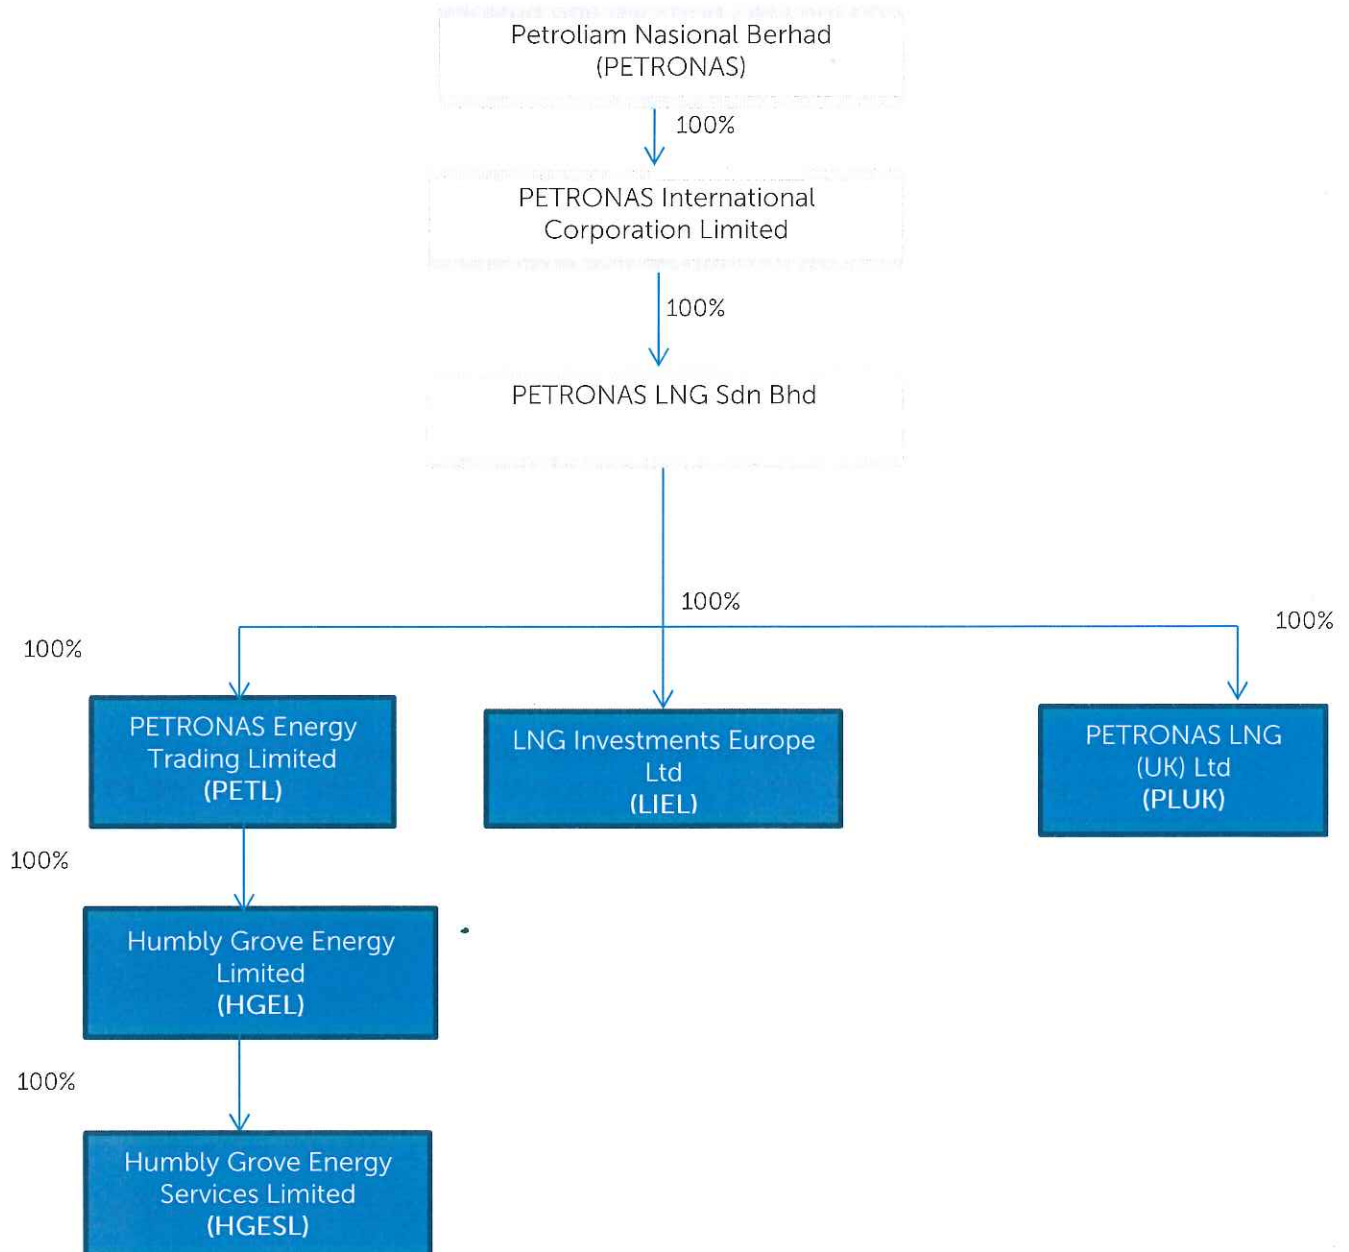 Petroliam Nasional Berhad
(PETRONAS)
100%
PETRONAS International
Corporation Limited
100%
PETRONAS LNG Sdn Bhd
100%
100%
100%
PETRONAS Energy
Trading Limited
(PETL)
LNG Investments Europe
Ltd
(LIEL)
PETRONAS LNG
(UK) Ltd
(PLUK)
100%
Humbly Grove Energy
Limited
(HGEL)
100%
Humbly Grove Energy
Services Limited
(HGESL)